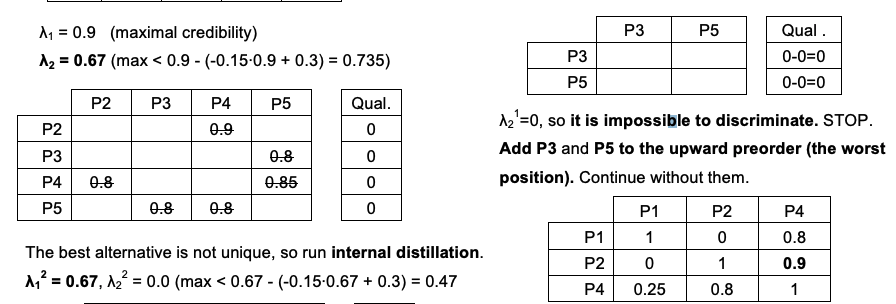 λ₁ = 0.9 (maximal credibility)
λ₂ = 0.67 (max < 0.9 - (-0.15·0.9 + 0.3) = 0.735)
P2 P3 P4 P5 Qual.
P2 0.9 0
P3 0.8 0
P4 0.8 0.85 0
P5 0.8 0.8 0
The best alternative is not unique, so run internal distillation.
λ₁² = 0.67, λ₂² = 0.0 (max < 0.67 - (-0.15·0.67 + 0.3) = 0.47
P3 P5 Qual .
P3 0-0=0
P5 0-0=0
λ₂¹=0, so it is impossible to discriminate. STOP.
Add P3 and P5 to the upward preorder (the worst
position). Continue without them.
P1 P2 P4
P1 1 0 0.8
P2 0 1 0.9
P4 0.25 0.8 1